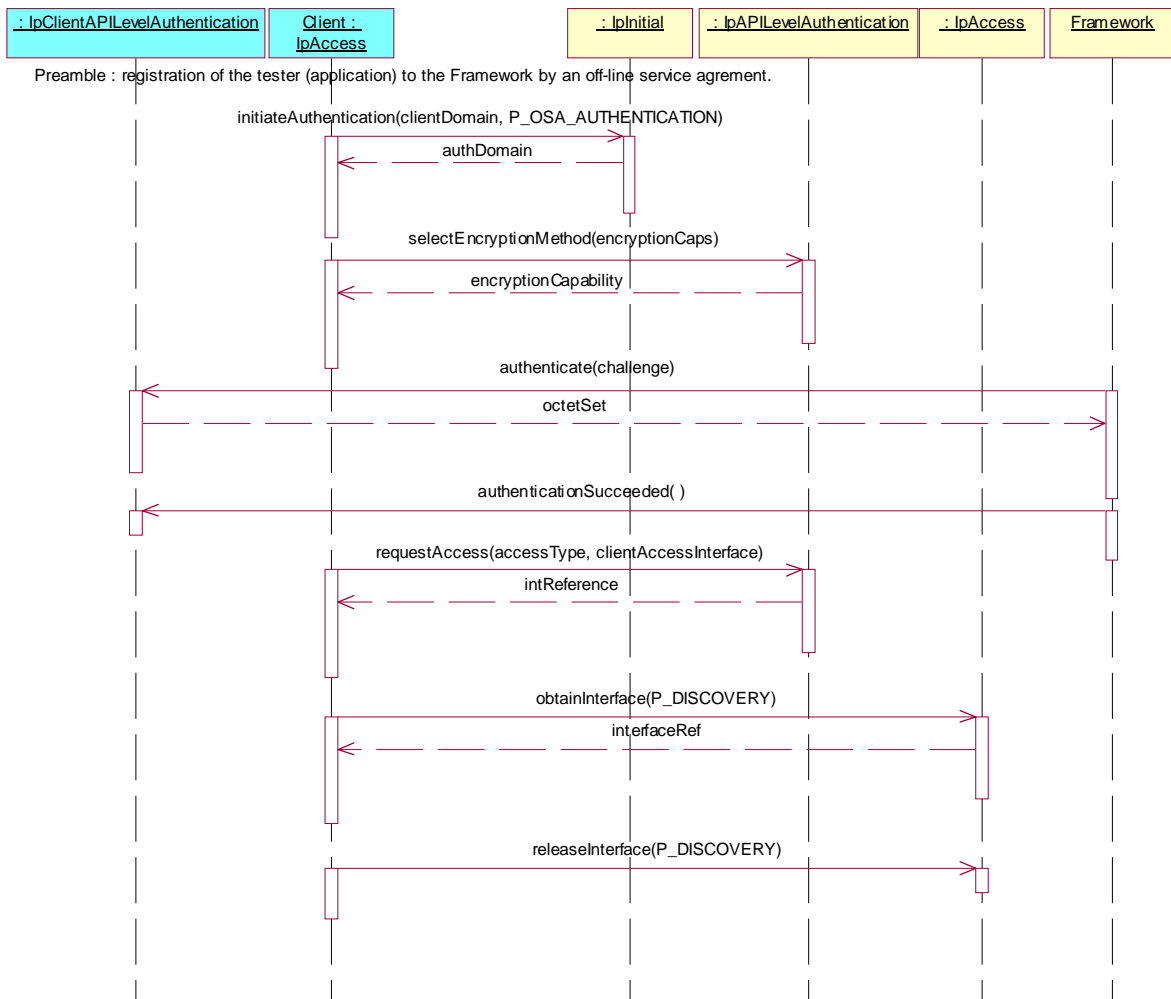 : IpClientAPILevelAuthentication
Client :
IpAccess
: IpInitial
: IpAPILevelAuthentication
: IpAccess
Framework
Preamble : registration of the tester (application) to the Framework by an off-line service agrement.
initiateAuthentication(clientDomain, P_OSA_AUTHENTICATION)
authDomain
selectEncryptionMethod(encryptionCaps)
encryptionCapability
authenticate(challenge)
octetSet
authenticationSucceeded( )
requestAccess(accessType, clientAccessInterface)
intReference
obtainInterface(P_DISCOVERY)
interfaceRef
releaseInterface(P_DISCOVERY)